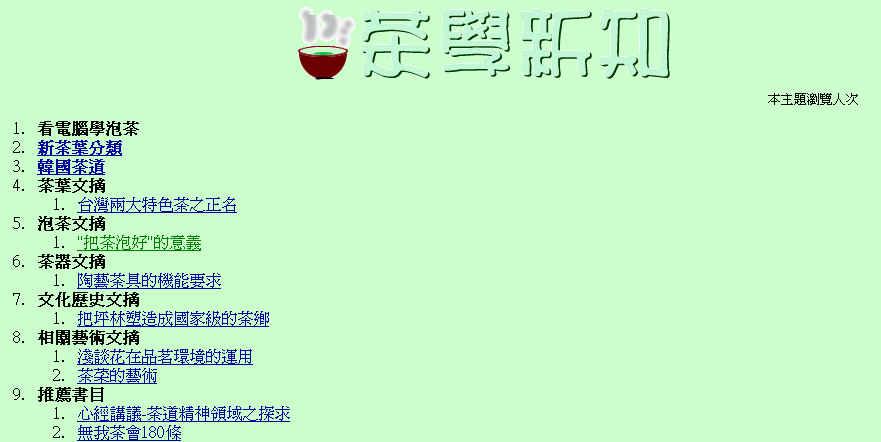 茶學新知
本主題瀏覽人次
1. 看電腦學泡茶
2. 新茶葉分類
3. 韓國茶道
4. 茶葉文摘
1. 台灣兩大特色茶之正名
5. 泡茶文摘
1. "把茶泡好"的意義
6. 茶器文摘
1. 陶藝茶具的機能要求
7. 文化歷史文摘
1. 把坪林塑造成國家級的茶鄉
8. 相關藝術文摘
1. 淺談花在品茗環境的運用
2. 茶荣的藝術
9. 推薦書目
1. 心經講議-茶道精神領域之探求
2. 無我茶會180條